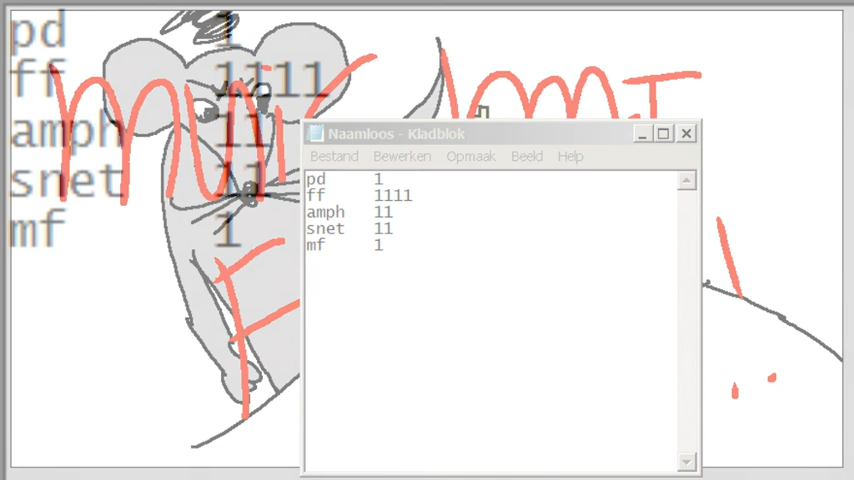 pd 1
ff 1111
amph 11
snet 11
mf 1
Naamloos - Kladblok
Bestand Bewerken Opmaak Beeld Help
pd 1
ff 1111
amph 11
snet 11
mf 1